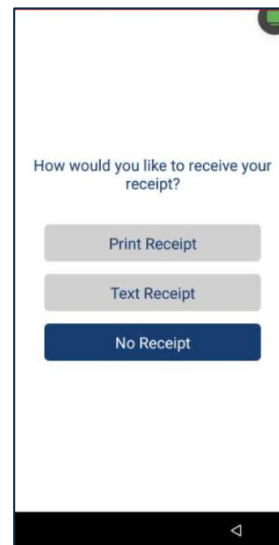 How would you like to receive your
receipt?
Print Receipt
Text Receipt
No Receipt